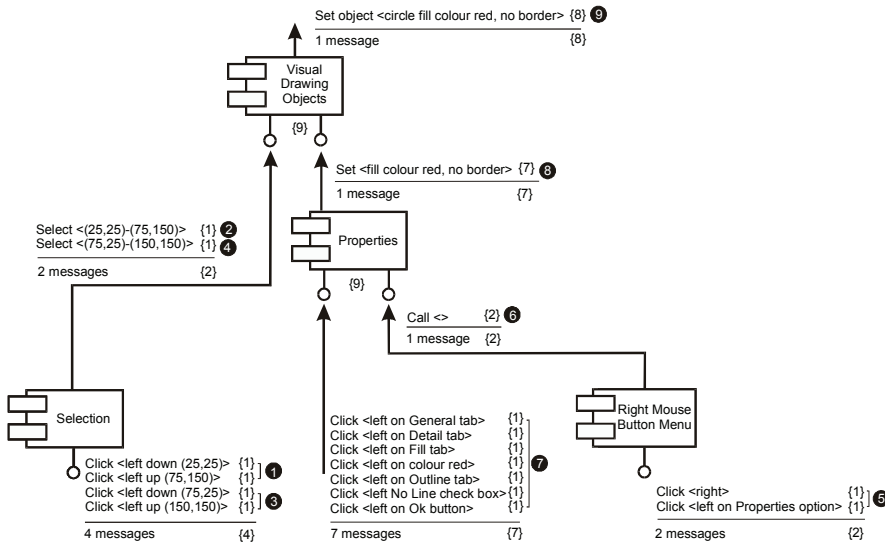 Set object <circle fill colour red, no border> {8} 9
1 message {8}
Visual
Drawing
Objects
{9}
Set <fill colour red, no border> {7} 8
1 message {7}
Select <(25,25)-(75,150)> {1} 2
Select <(75,25)-(150,150)> {1} 4
2 messages {2}
Properties
{9}
Call <> {2} 6
1 message {2}
Selection
Click <left down (25,25)> {1}
Click <left up (75,150)> {1} 1
Click <left down (75,25)> {1}
Click <left up (150,150)> {1} 3
4 messages {4}
Click <left on General tab> {1}
Click <left on Detail tab> {1}
Click <left on Fill tab> {1}
Click <left on colour red> {1} 7
Click <left on Outline tab> {1}
Click <left No Line check box> {1}
Click <left on Ok button> {1}
7 messages {7}
Right Mouse
Button Menu
Click <right> {1}
Click <left on Properties option> {1} 5
2 messages {2}